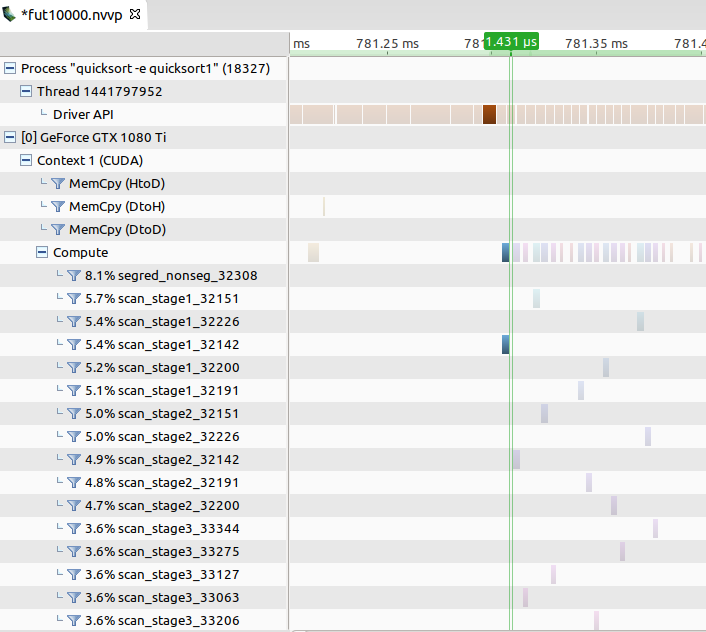 *fut10000.nvvp
ms 781.25 ms 781 1.431 μs 781.35 ms 781.4
Process "quicksort -e quicksort1" (18327)
Thread 1441797952
Driver API
[0] GeForce GTX 1080 Ti
Context 1 (CUDA)
MemCpy (HtoD)
MemCpy (DtoH)
MemCpy (DtoD)
Compute
8.1% segred_nonseg_32308
5.7% scan_stage1_32151
5.4% scan_stage1_32226
5.4% scan_stage1_32142
5.2% scan_stage1_32200
5.1% scan_stage1_32191
5.0% scan_stage2_32151
5.0% scan_stage2_32226
4.9% scan_stage2_32142
4.8% scan_stage2_32191
4.7% scan_stage2_32200
3.6% scan_stage3_33344
3.6% scan_stage3_33275
3.6% scan_stage3_33127
3.6% scan_stage3_33063
3.6% scan_stage3_33206